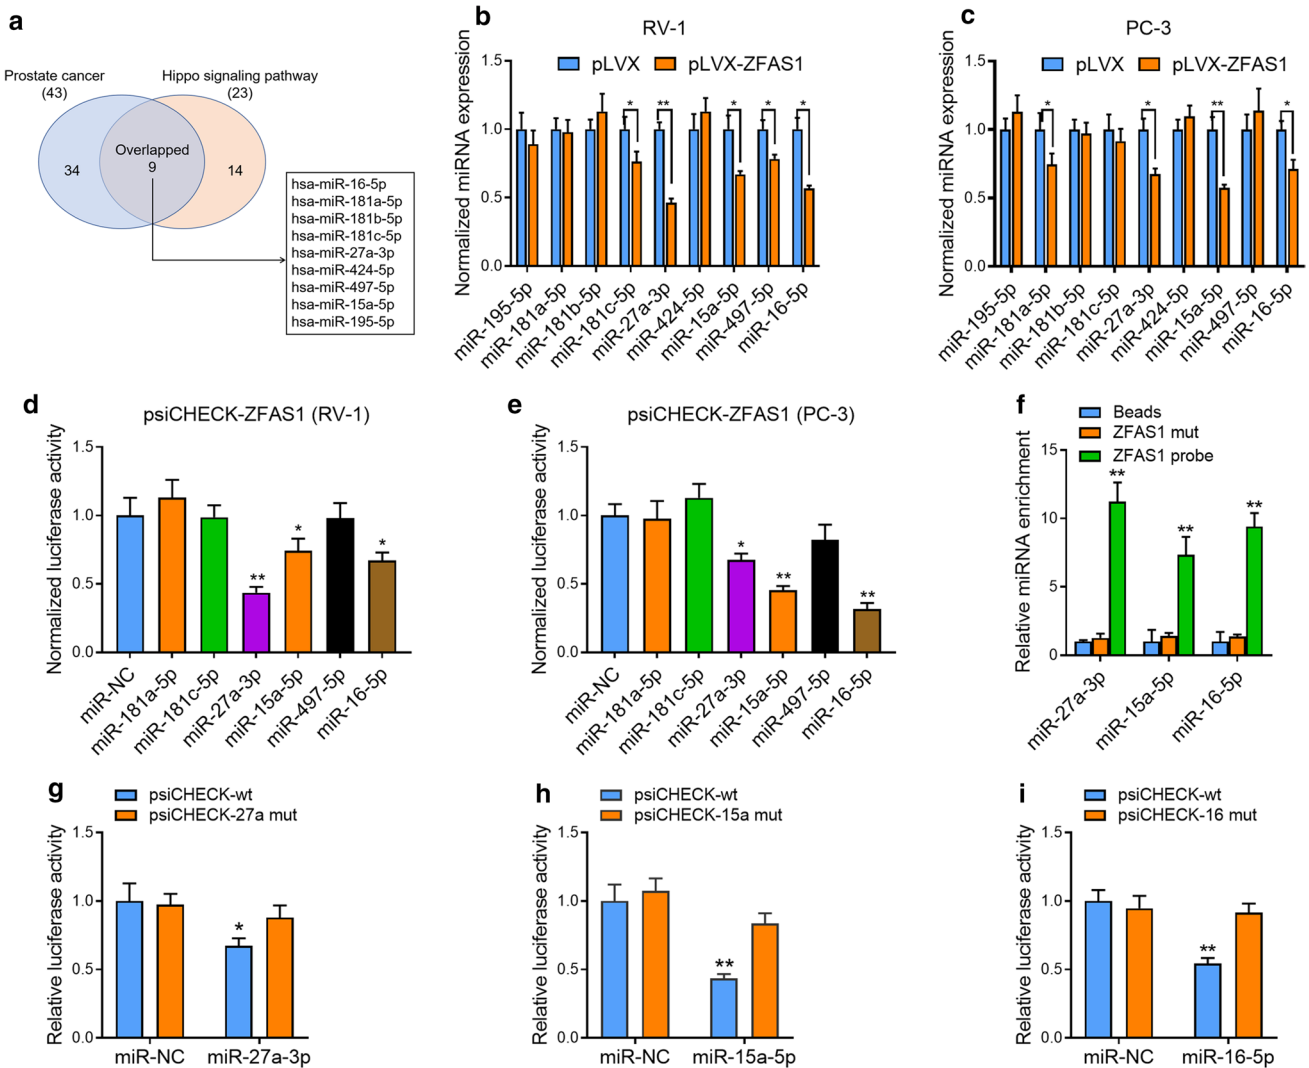 a
Prostate cancer
(43)
Hippo signaling pathway
(23)
34
Overlapped
9
14
hsa-miR-16-5p
hsa-miR-181a-5p
hsa-miR-181b-5p
hsa-miR-181c-5p
hsa-miR-27a-3p
hsa-miR-424-5p
hsa-miR-497-5p
hsa-miR-15a-5p
hsa-miR-195-5p
b
RV-1
pLVX
pLVX-ZFAS1
Normalized miRNA expression
1.5
1.0
0.5
0.0
*
**
*
*
*
miR-195-5p
miR-181a-5p
miR-181b-5p
miR-181c-5p
miR-27a-3p
miR-424-5p
miR-15a-5p
miR-497-5p
miR-16-5p
c
PC-3
pLVX
pLVX-ZFAS1
Normalized miRNA expression
1.5
1.0
0.5
0.0
*
*
**
*
miR-195-5p
miR-181a-5p
miR-181b-5p
miR-181c-5p
miR-27a-3p
miR-424-5p
miR-15a-5p
miR-497-5p
miR-16-5p
d
psiCHECK-ZFAS1 (RV-1)
Normalized luciferase activity
1.5
1.0
0.5
0.0
**
*
*
miR-NC
miR-181a-5p
miR-181c-5p
miR-27a-3p
miR-15a-5p
miR-497-5p
miR-16-5p
e
psiCHECK-ZFAS1 (PC-3)
Normalized luciferase activity
1.5
1.0
0.5
0.0
*
**
**
miR-NC
miR-181a-5p
miR-181c-5p
miR-27a-3p
miR-15a-5p
miR-497-5p
miR-16-5p
f
Beads
ZFAS1 mut
ZFAS1 probe
Relative miRNA enrichment
15
10
5
0
**
**
**
miR-27a-3p
miR-15a-5p
miR-16-5p
g
psiCHECK-wt
psiCHECK-27a mut
Relative luciferase activity
1.5
1.0
0.5
0.0
*
miR-NC
miR-27a-3p
h
psiCHECK-wt
psiCHECK-15a mut
Relative luciferase activity
1.5
1.0
0.5
0.0
**
miR-NC
miR-15a-5p
i
psiCHECK-wt
psiCHECK-16 mut
Relative luciferase activity
1.5
1.0
0.5
0.0
**
miR-NC
miR-16-5p